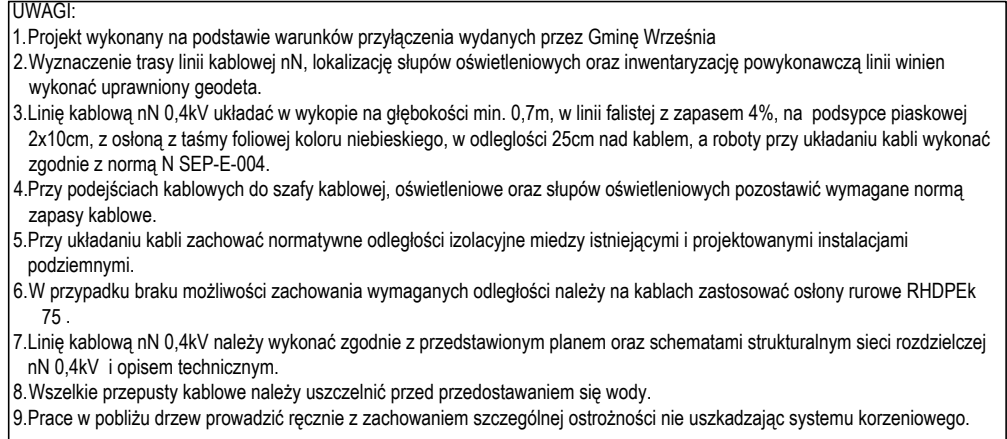 UWAGI:
1.Projekt wykonany na podstawie warunków przyłączenia wydanych przez Gminę Września
2.Wyznaczenie trasy linii kablowej nN, lokalizację słupów oświetleniowych oraz inwentaryzację powykonawczą linii winien
wykonać uprawniony geodeta.
3.Linię kablową nN 0,4kV układać w wykopie na głębokości min. 0,7m, w linii falistej z zapasem 4%, na podsypce piaskowej
2x10cm, z osłoną z taśmy foliowej koloru niebieskiego, w odleglości 25cm nad kablem, a roboty przy układaniu kabli wykonać
zgodnie z normą N SEP-E-004.
4.Przy podejściach kablowych do szafy kablowej, oświetleniowe oraz słupów oświetleniowych pozostawić wymagane normą
zapasy kablowe.
5.Przy układaniu kabli zachować normatywne odległości izolacyjne miedzy istniejącymi i projektowanymi instalacjami
podziemnymi.
6.W przypadku braku możliwości zachowania wymaganych odległości należy na kablach zastosować osłony rurowe RHDPEk
75 .
7.Linię kablową nN 0,4kV należy wykonać zgodnie z przedstawionym planem oraz schematami strukturalnym sieci rozdzielczej
nN 0,4kV i opisem technicznym.
8.Wszelkie przepusty kablowe należy uszczelnić przed przedostawaniem się wody.
9.Prace w pobliżu drzew prowadzić ręcznie z zachowaniem szczególnej ostrożności nie uszkadzając systemu korzeniowego.